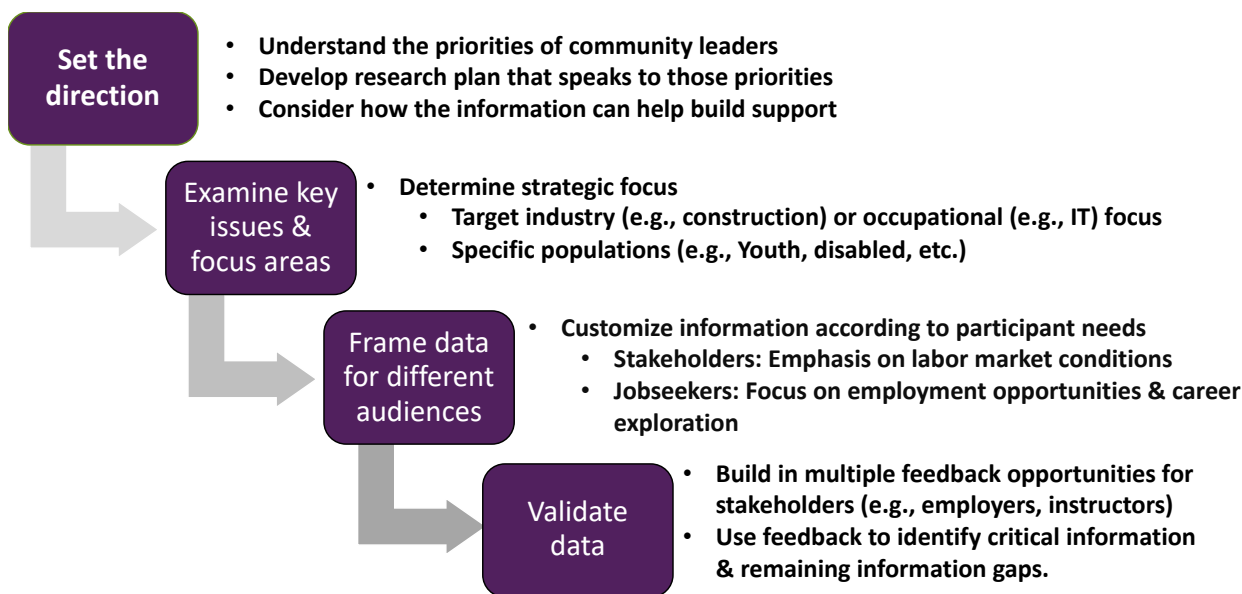 Set the
direction
• Understand the priorities of community leaders
• Develop research plan that speaks to those priorities
• Consider how the information can help build support
Examine key
issues &
focus areas
• Determine strategic focus
• Target industry (e.g., construction) or occupational (e.g., IT) focus
• Specific populations (e.g., Youth, disabled, etc.)
Frame data
for different
audiences
• Customize information according to participant needs
• Stakeholders: Emphasis on labor market conditions
• Jobseekers: Focus on employment opportunities & career
exploration
Validate
data
• Build in multiple feedback opportunities for
stakeholders (e.g., employers, instructors)
• Use feedback to identify critical information
& remaining information gaps.